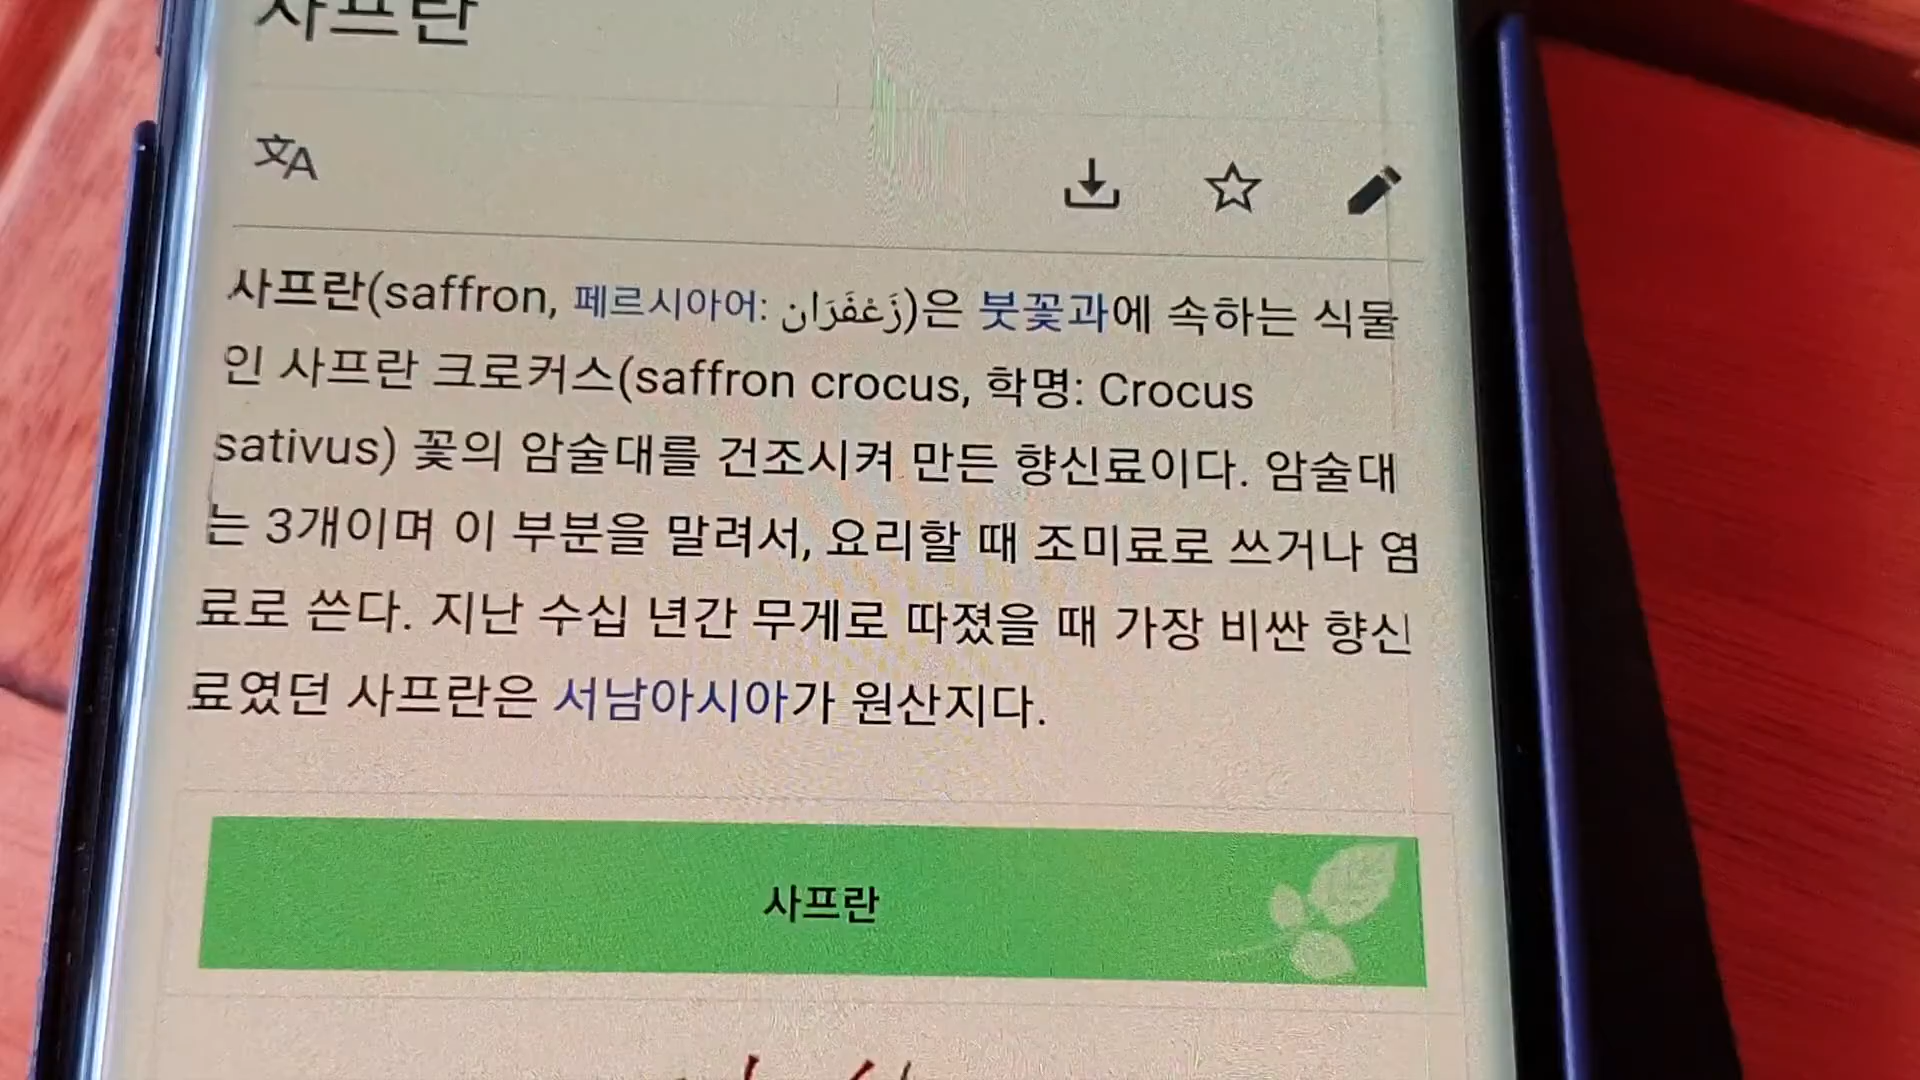 사프란
文A
사프란(saffron, 페르시아어: زَعْفَرَان)은 붓꽃과에 속하는 식물
인 사프란 크로커스(saffron crocus, 학명: Crocus
sativus) 꽃의 암술대를 건조시켜 만든 향신료이다. 암술대
는 3개이며 이 부분을 말려서, 요리할 때 조미료로 쓰거나 염
료로 쓴다. 지난 수십 년간 무게로 따졌을 때 가장 비싼 향신
료였던 사프란은 서남아시아가 원산지다.
사프란